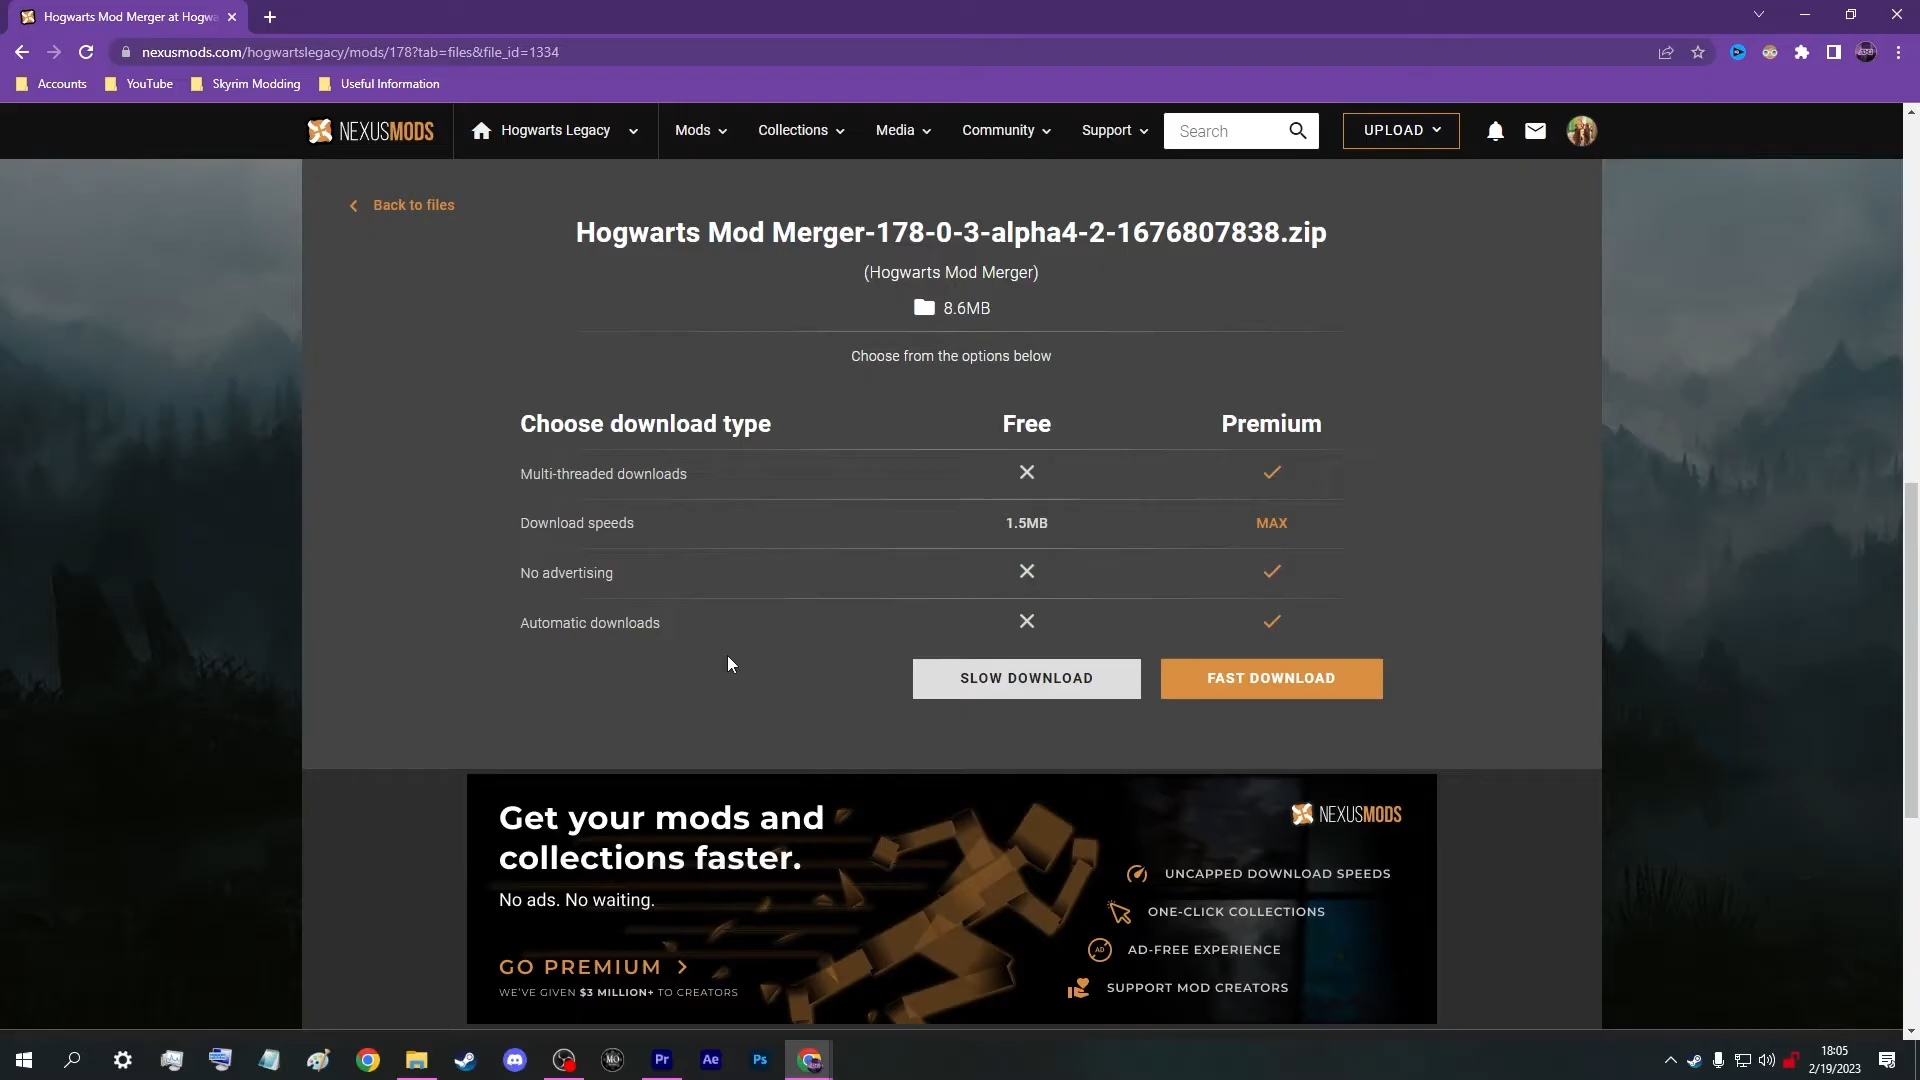 Hogwarts Mod Merger at Hogwa
nexusmods.com/hogwartslegacy/mods/178?tab=files&file_id=1334
Accounts
YouTube
Skyrim Modding
Useful Information
NEXUSMODS
Hogwarts Legacy
Mods
Collections
Media
Community
Support
Search
UPLOAD
Back to files
Hogwarts Mod Merger-178-0-3-alpha4-2-1676807838.zip
(Hogwarts Mod Merger)
8.6MB
Choose from the options below
Choose download type
Free
Premium
Multi-threaded downloads
Download speeds
1.5MB
MAX
No advertising
Automatic downloads
SLOW DOWNLOAD
FAST DOWNLOAD
Get your mods and
collections faster.
No ads. No waiting.
GO PREMIUM >
WE'VE GIVEN $3 MILLION+ TO CREATORS
NEXUSMODS
UNCAPPED DOWNLOAD SPEEDS
ONE-CLICK COLLECTIONS
AD
AD-FREE EXPERIENCE
SUPPORT MOD CREATORS
MO
Pr
Ae
Ps
18:05
2/19/2023